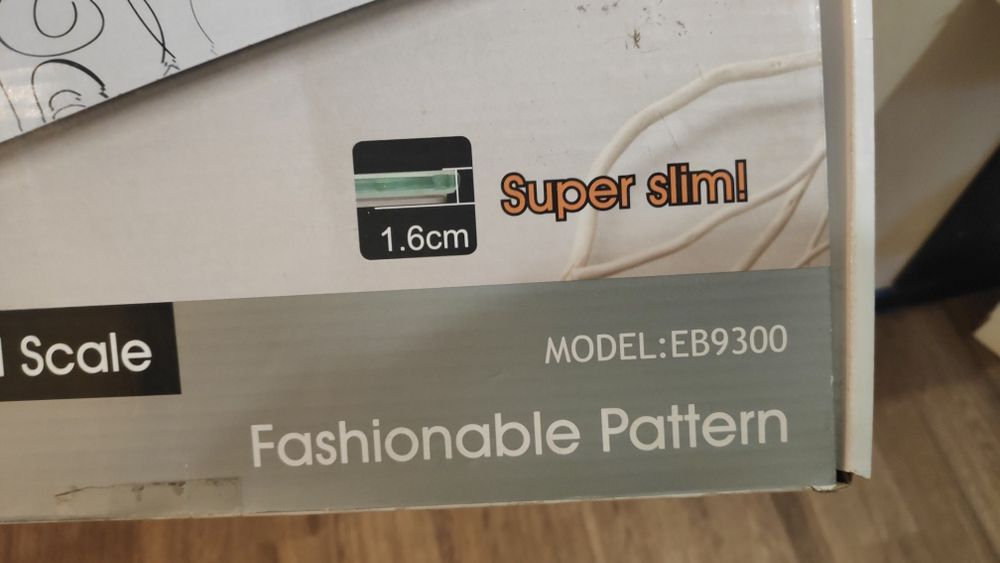 1.6cm
Super slim!
Scale
MODEL:EB9300
Fashionable Pattern